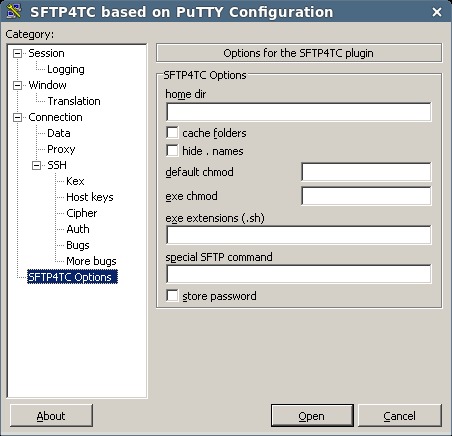 SFTP4TC based on PuTTY Configuration
Category:
Session
Logging
Window
Translation
Connection
Data
Proxy
SSH
Kex
Host keys
Cipher
Auth
Bugs
More bugs
SFTP4TC Options
Options for the SFTP4TC plugin
SFTP4TC Options
home dir
cache folders
hide . names
default chmod
exe chmod
exe extensions (.sh)
special SFTP command
store password
About
Open
Cancel